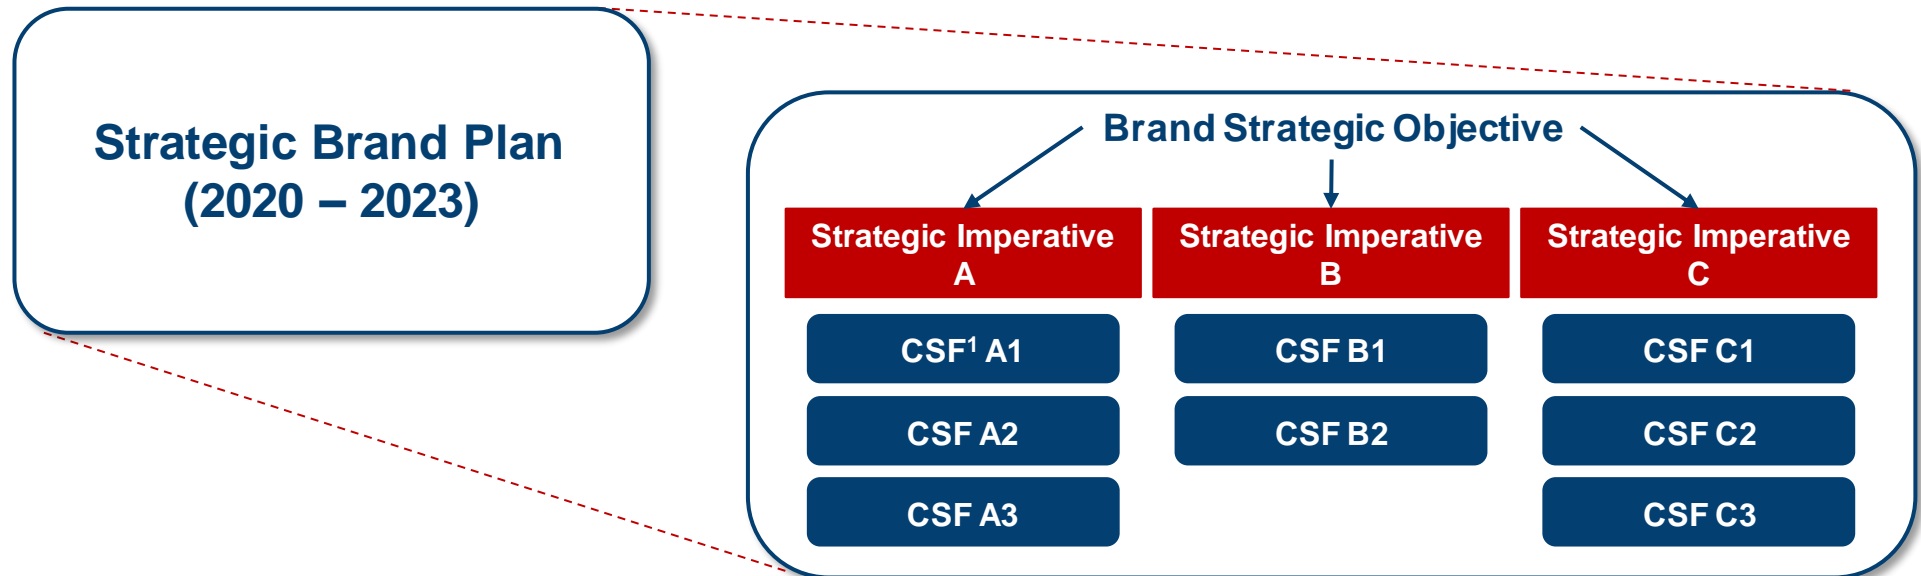 Strategic Brand Plan
(2020 – 2023)
Brand Strategic Objective
Strategic Imperative
A
Strategic Imperative
B
Strategic Imperative
C
CSF¹ A1
CSF B1
CSF C1
CSF A2
CSF B2
CSF C2
CSF A3
CSF C3